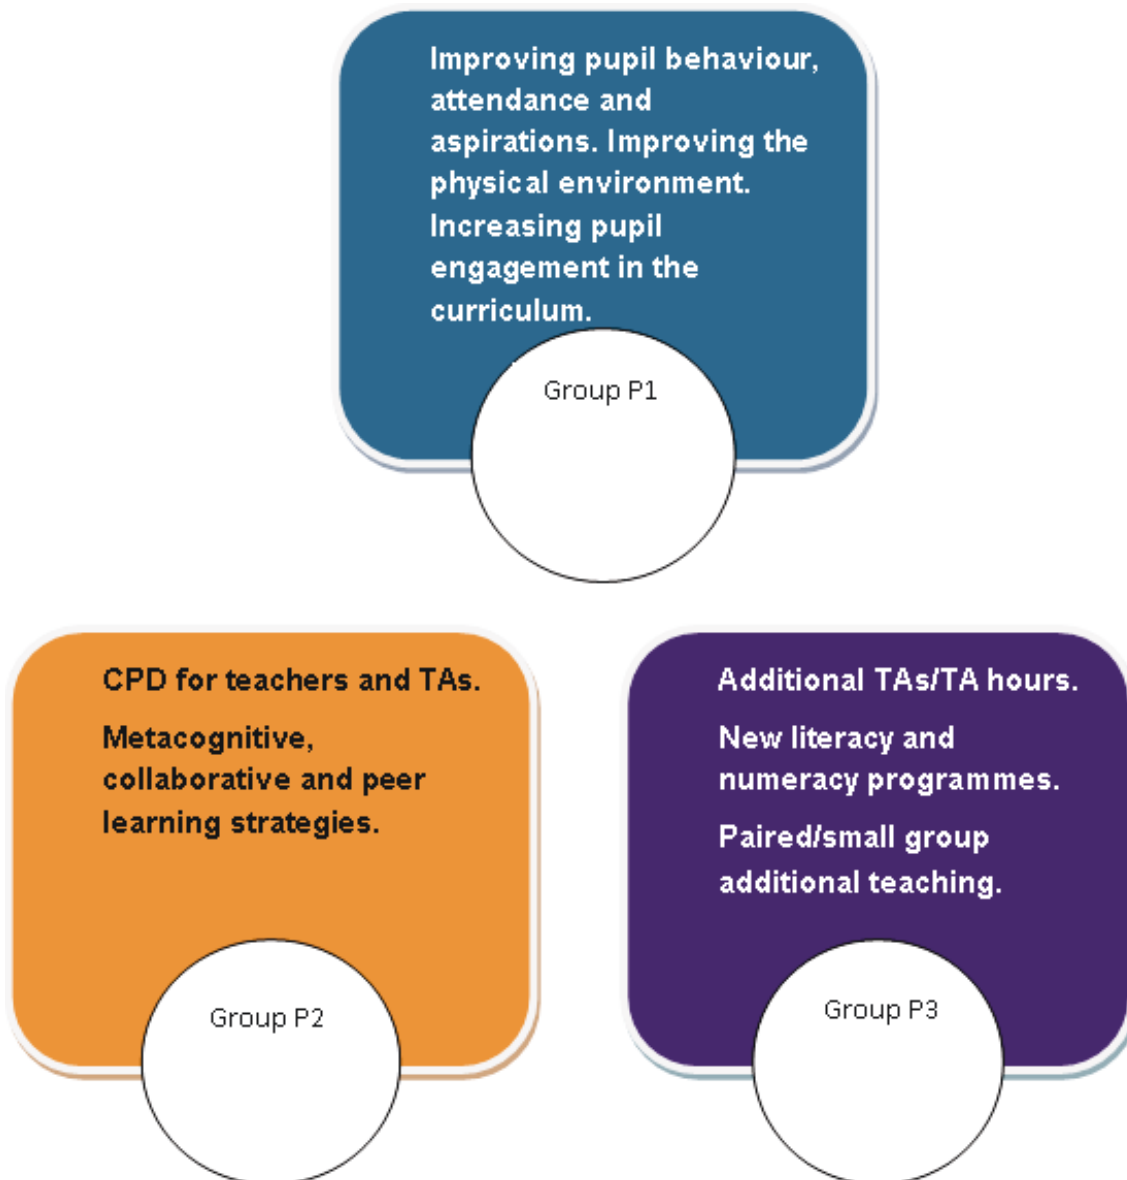 Improving pupil behaviour,
attendance and
aspirations. Improving the
physical environment.
Increasing pupil
engagement in the
curriculum.
Group P1
CPD for teachers and TAs.
Metacognitive,
collaborative and peer
learning strategies.
Group P2
Additional TAs/TA hours.
New literacy and
numeracy programmes.
Paired/small group
additional teaching.
Group P3